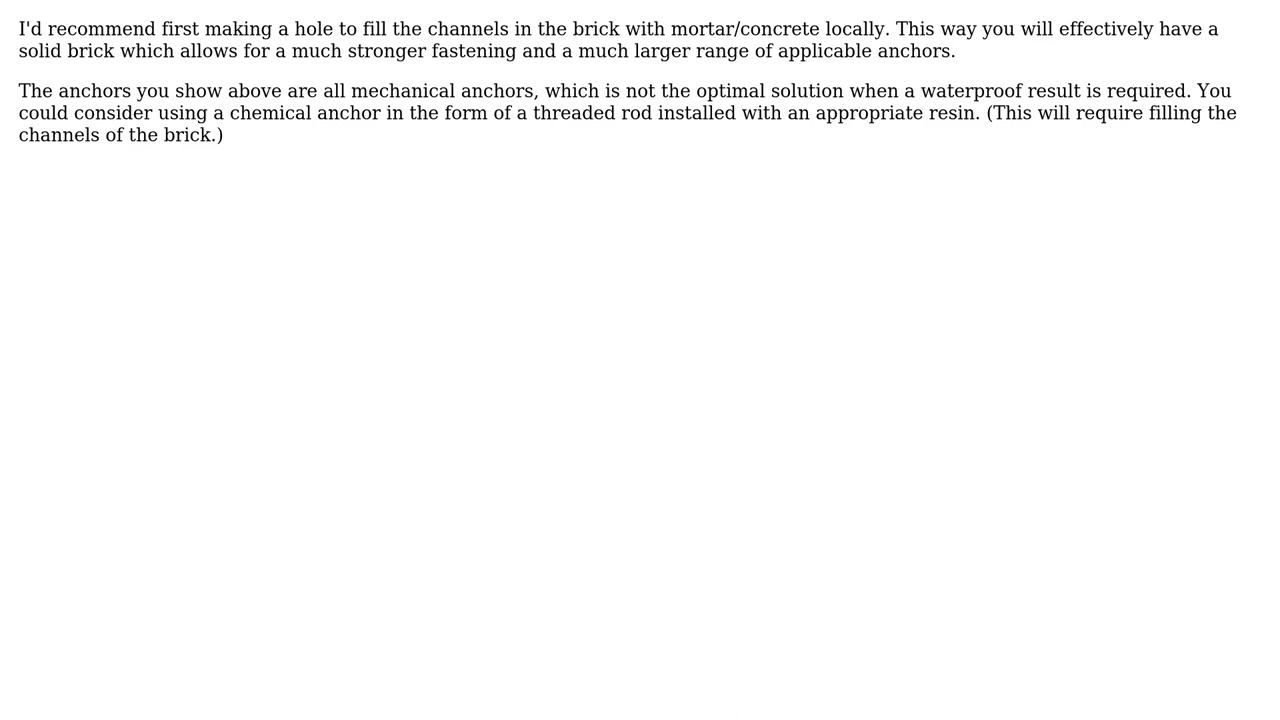 I'd recommend first making a hole to fill the channels in the brick with mortar/concrete locally. This way you will effectively have a
solid brick which allows for a much stronger fastening and a much larger range of applicable anchors.
The anchors you show above are all mechanical anchors, which is not the optimal solution when a waterproof result is required. You
could consider using a chemical anchor in the form of a threaded rod installed with an appropriate resin. (This will require filling the
channels of the brick.)